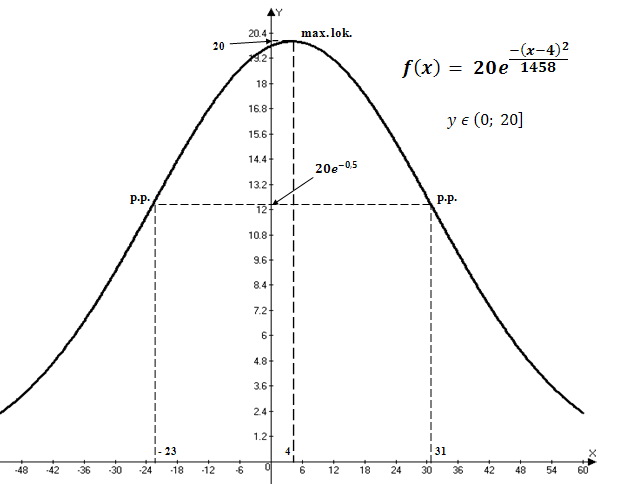 Y
20.4
max. lok.
20
19.2
f(x) = 20e^{-(x-4)^2/1458}
18
16.8
y ϵ (0; 20]
15.6
14.4
20e^{-0,5}
13.2
p.p.
p.p.
12
10.8
9.6
8.4
7.2
6
4.8
3.6
2.4
1.2
- 23
4
31
X
-48 -42 -36 -30 -24 -18 -12 -6 0 6 12 18 24 30 36 42 48 54 60